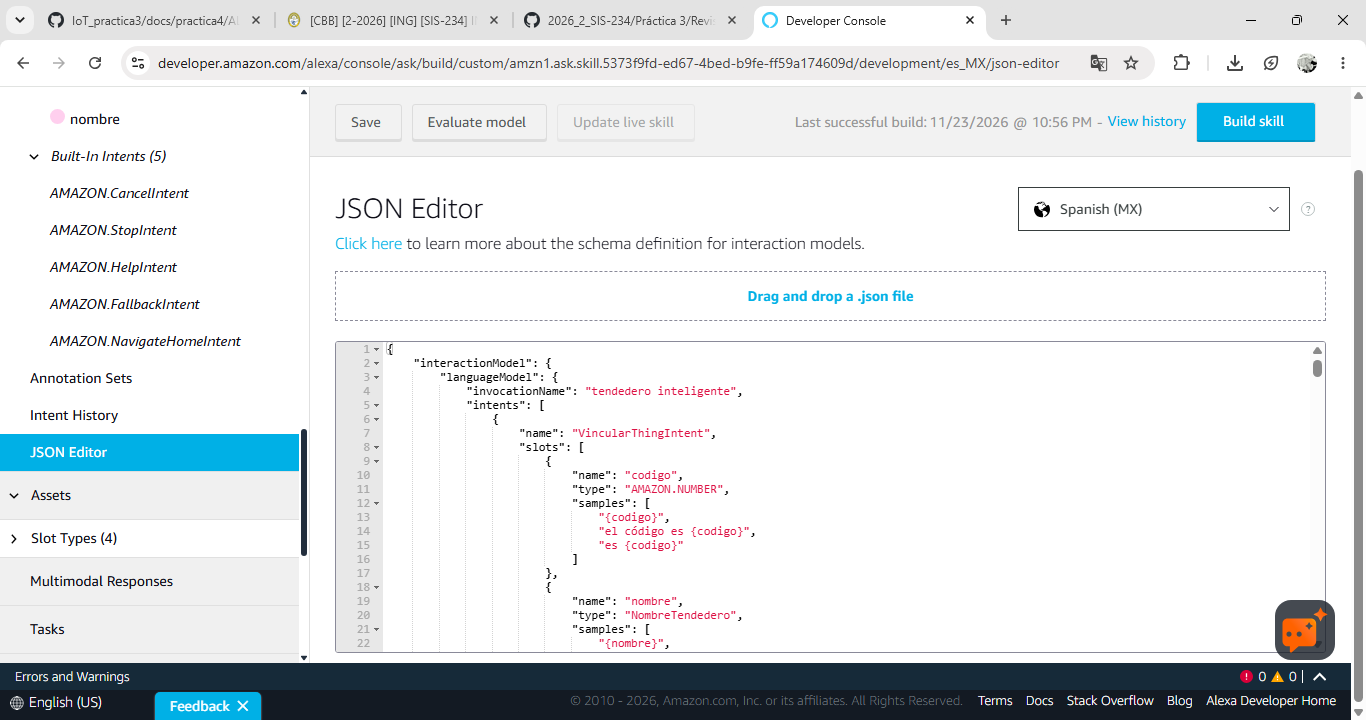 IoT_practica3/docs/practica4/Al
[CBB] [2-2026] [ING] [SIS-234] I
2026_2_SIS-234/Práctica 3/Revis
Developer Console
developer.amazon.com/alexa/console/ask/build/custom/amzn1.ask.skill.5373f9fd-ed67-4bed-b9fe-ff59a174609d/development/es_MX/json-editor
nombre
Built-In Intents (5)
AMAZON.CancelIntent
AMAZON.StopIntent
AMAZON.HelpIntent
AMAZON.FallbackIntent
AMAZON.NavigateHomeIntent
Annotation Sets
Intent History
JSON Editor
Assets
Slot Types (4)
Multimodal Responses
Tasks
Save
Evaluate model
Update live skill
Last successful build: 11/23/2026 @ 10:56 PM - View history
Build skill
JSON Editor
Spanish (MX)
?
Click here to learn more about the schema definition for interaction models.
Drag and drop a .json file
1 {
2 "interactionModel": {
3 "languageModel": {
4 "invocationName": "tendedero inteligente",
5 "intents": [
6 {
7 "name": "VincularThingIntent",
8 "slots": [
9 {
10 "name": "codigo",
11 "type": "AMAZON.NUMBER",
12 "samples": [
13 "{codigo}",
14 "el código es {codigo}",
15 "es {codigo}"
16 ]
17 },
18 {
19 "name": "nombre",
20 "type": "NombreTendedero",
21 "samples": [
22 "{nombre}",
Errors and Warnings
0 0 |
English (US)
Feedback
© 2010 - 2026, Amazon.com, Inc. or its affiliates. All Rights Reserved.
Terms
Docs
Stack Overflow
Blog
Alexa Developer Home